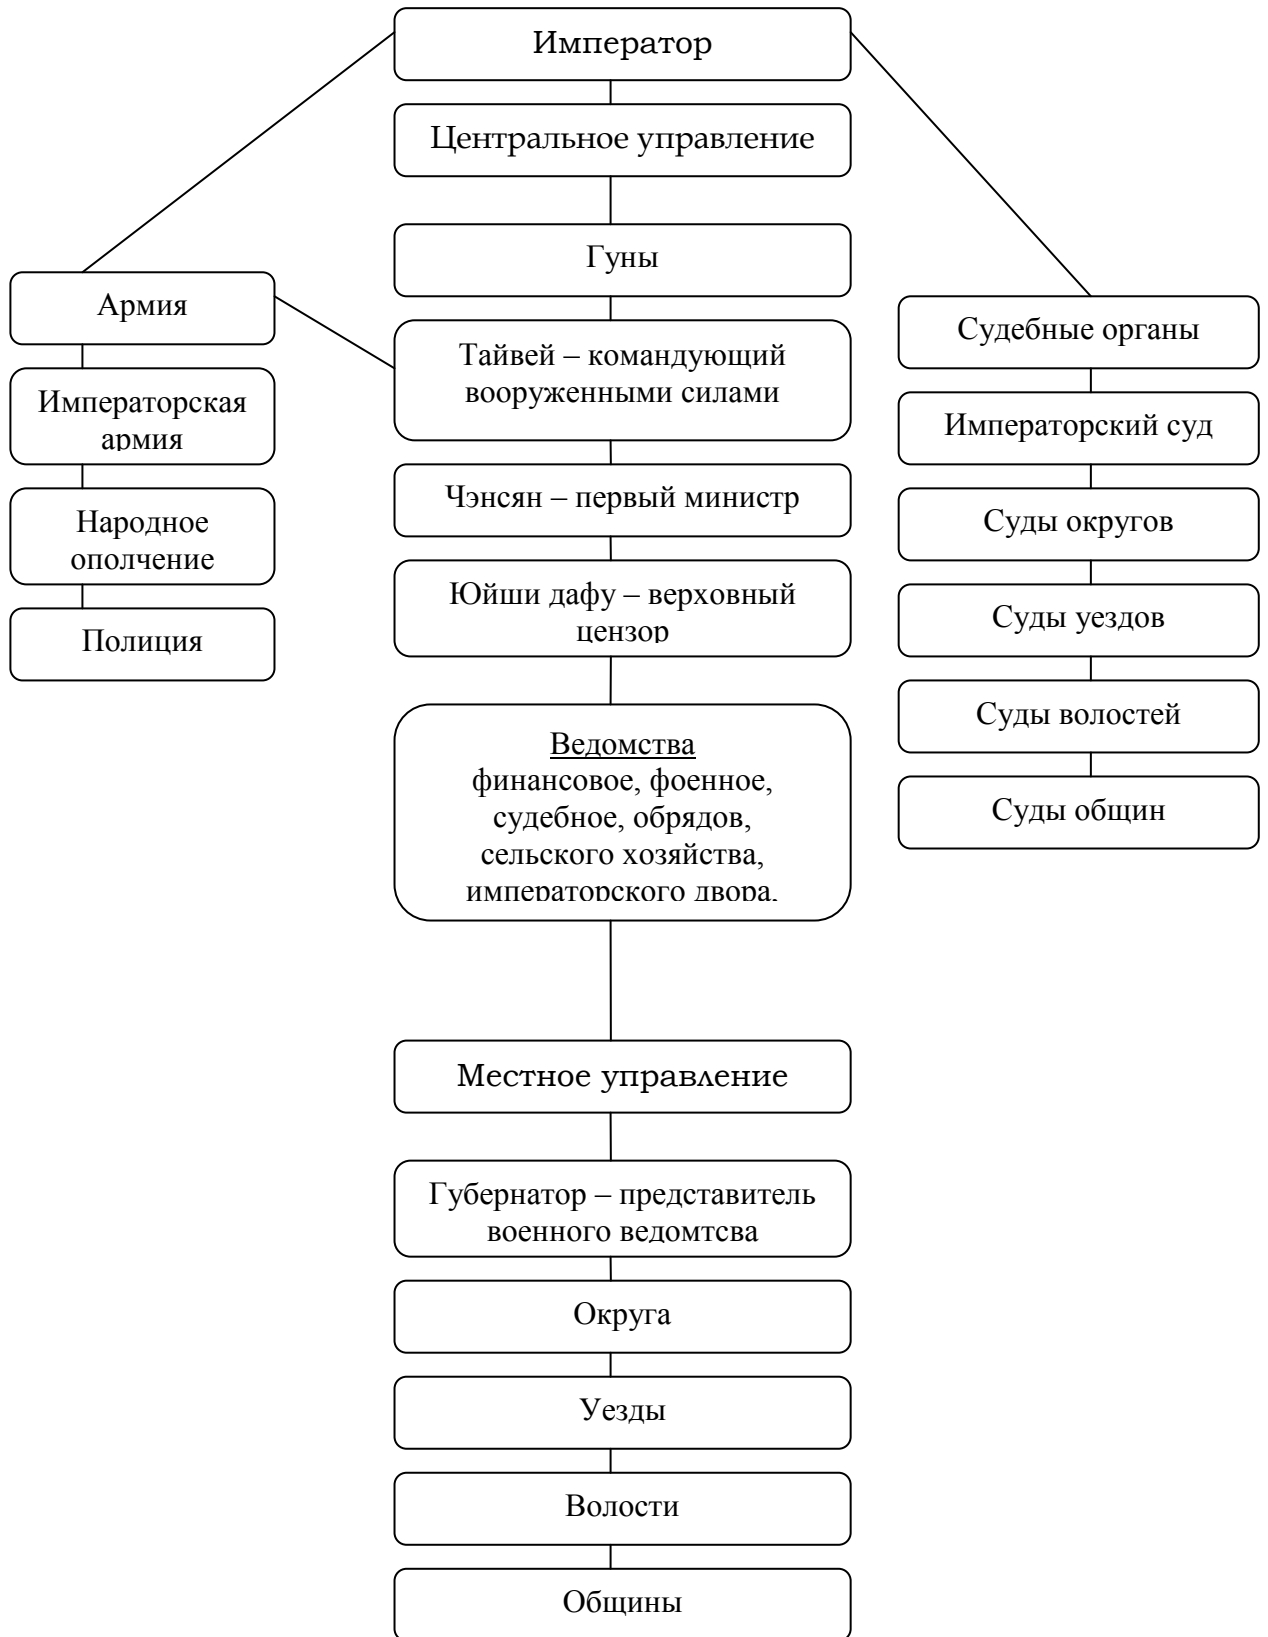 Император
Центральное управление
Гуны
Армия
Тайвей – командующий
вооруженными силами
Судебные органы
Императорская
армия
Императорский суд
Чэнсян – первый министр
Народное
ополчение
Суды округов
Юйши дафу – верховный
цензор
Суды уездов
Полиция
Суды волостей
Ведомства
финансовое, фоенное,
судебное, обрядов,
сельского хозяйства,
императорского двора,
Суды общин
Местное управление
Губернатор – представитель
военного ведомтсва
Округа
Уезды
Волости
Общины